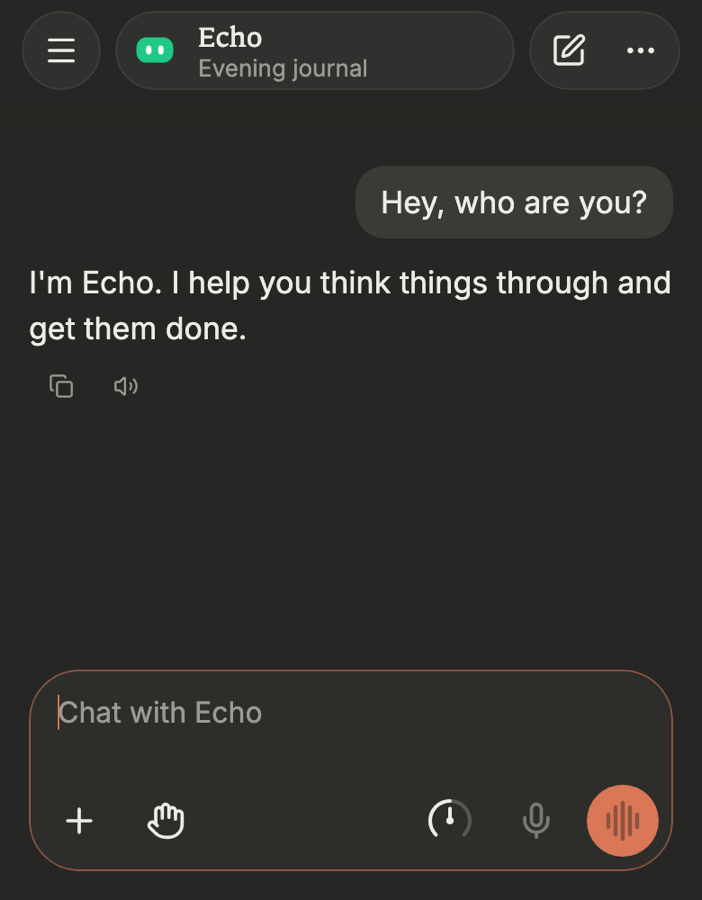 Echo
Evening journal
Hey, who are you?
I'm Echo. I help you think things through and
get them done.
Chat with Echo